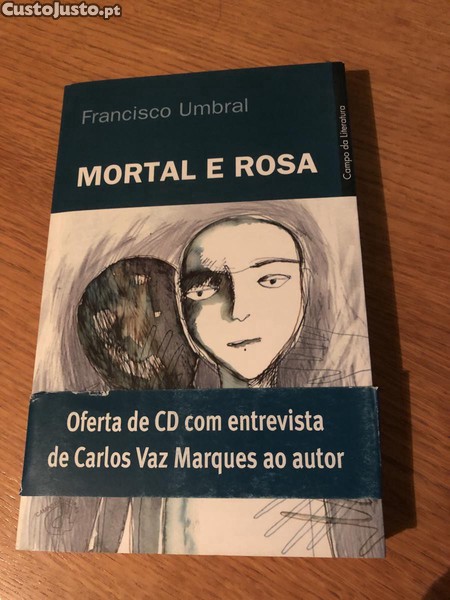 CustoJusto.pt
Francisco Umbral
MORTAL E ROSA
Campo da Literatura
Oferta de CD com entrevista
de Carlos Vaz Marques ao autor